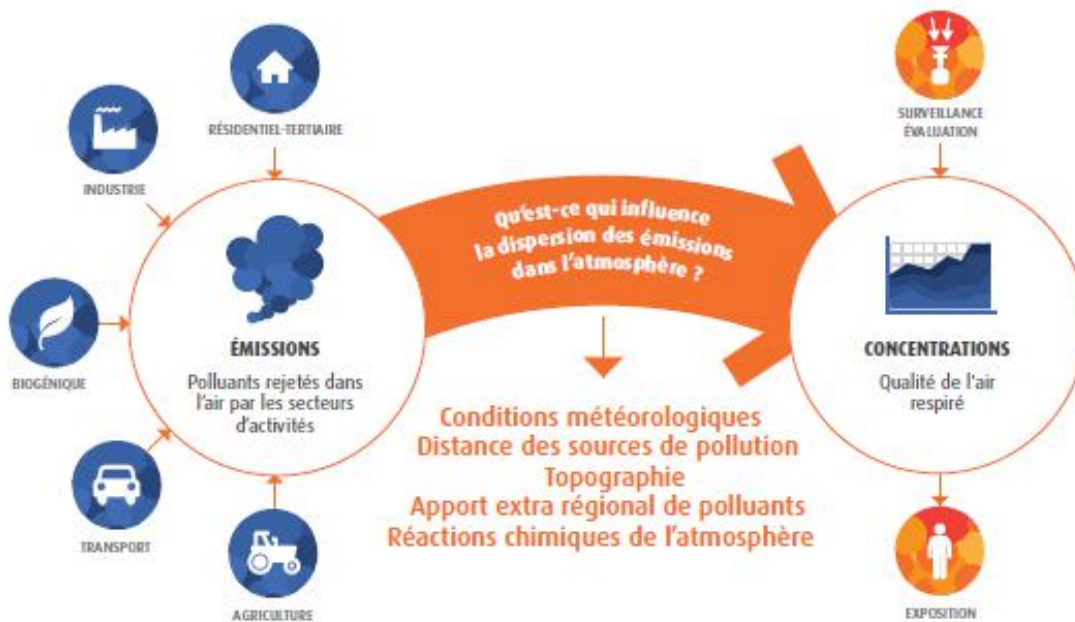 RÉSIDENTIEL-TERTIAIRE
INDUSTRIE
BIOGÉNIQUE
TRANSPORT
AGRICULTURE
ÉMISSIONS
Polluants rejetés dans
l'air par les secteurs
d'activités
Qu'est-ce qui influence
la dispersion des émissions
dans l'atmosphère ?
Conditions météorologiques
Distance des sources de pollution
Topographie
Apport extra régional de polluants
Réactions chimiques de l'atmosphère
SURVEILLANCE
ÉVALUATION
CONCENTRATIONS
Qualité de l'air
respiré
EXPOSITION